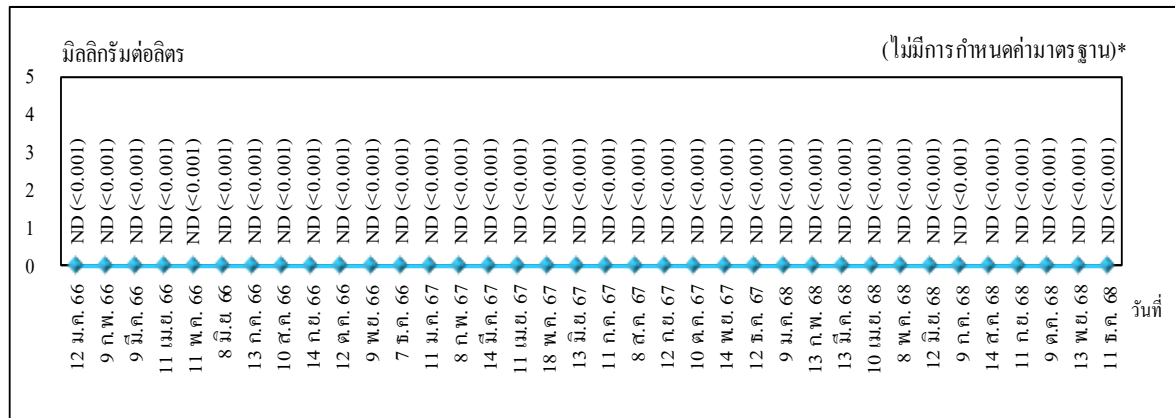 มิลลิกรัมต่อลิตร (ไม่มีการกำหนดค่ามาตรฐาน)*
5
4
3
2
1
0
ND (<0.001) ND (<0.001) ND (<0.001) ND (<0.001) ND (<0.001) ND (<0.001) ND (<0.001) ND (<0.001) ND (<0.001) ND (<0.001) ND (<0.001) ND (<0.001) ND (<0.001) ND (<0.001) ND (<0.001) ND (<0.001) ND (<0.001) ND (<0.001) ND (<0.001) ND (<0.001) ND (<0.001) ND (<0.001) ND (<0.001) ND (<0.001) ND (<0.001) ND (<0.001) ND (<0.001) ND (<0.001) ND (<0.001) ND (<0.001) ND (<0.001) ND (<0.001) ND (<0.001) ND (<0.001) ND (<0.001) ND (<0.001)
12 ม.ค. 66
9 ก.พ. 66
9 มี.ค. 66
11 เม.ย. 66
11 พ.ค. 66
8 มิ.ย. 66
13 ก.ค. 66
10 ส.ค. 66
14 ก.ย. 66
12 ต.ค. 66
9 พ.ย. 66
7 ธ.ค. 66
11 ม.ค. 67
8 ก.พ. 67
14 มี.ค. 67
11 เม.ย. 67
18 พ.ค. 67
13 มิ.ย. 67
11 ก.ค. 67
8 ส.ค. 67
12 ก.ย. 67
10 ต.ค. 67
14 พ.ย. 67
12 ธ.ค. 67
9 ม.ค. 68
13 ก.พ. 68
13 มี.ค. 68
10 เม.ย. 68
8 พ.ค. 68
12 มิ.ย. 68
9 ก.ค. 68
14 ส.ค. 68
11 ก.ย. 68
9 ต.ค. 68
13 พ.ย. 68
11 ธ.ค. 68
วันที่